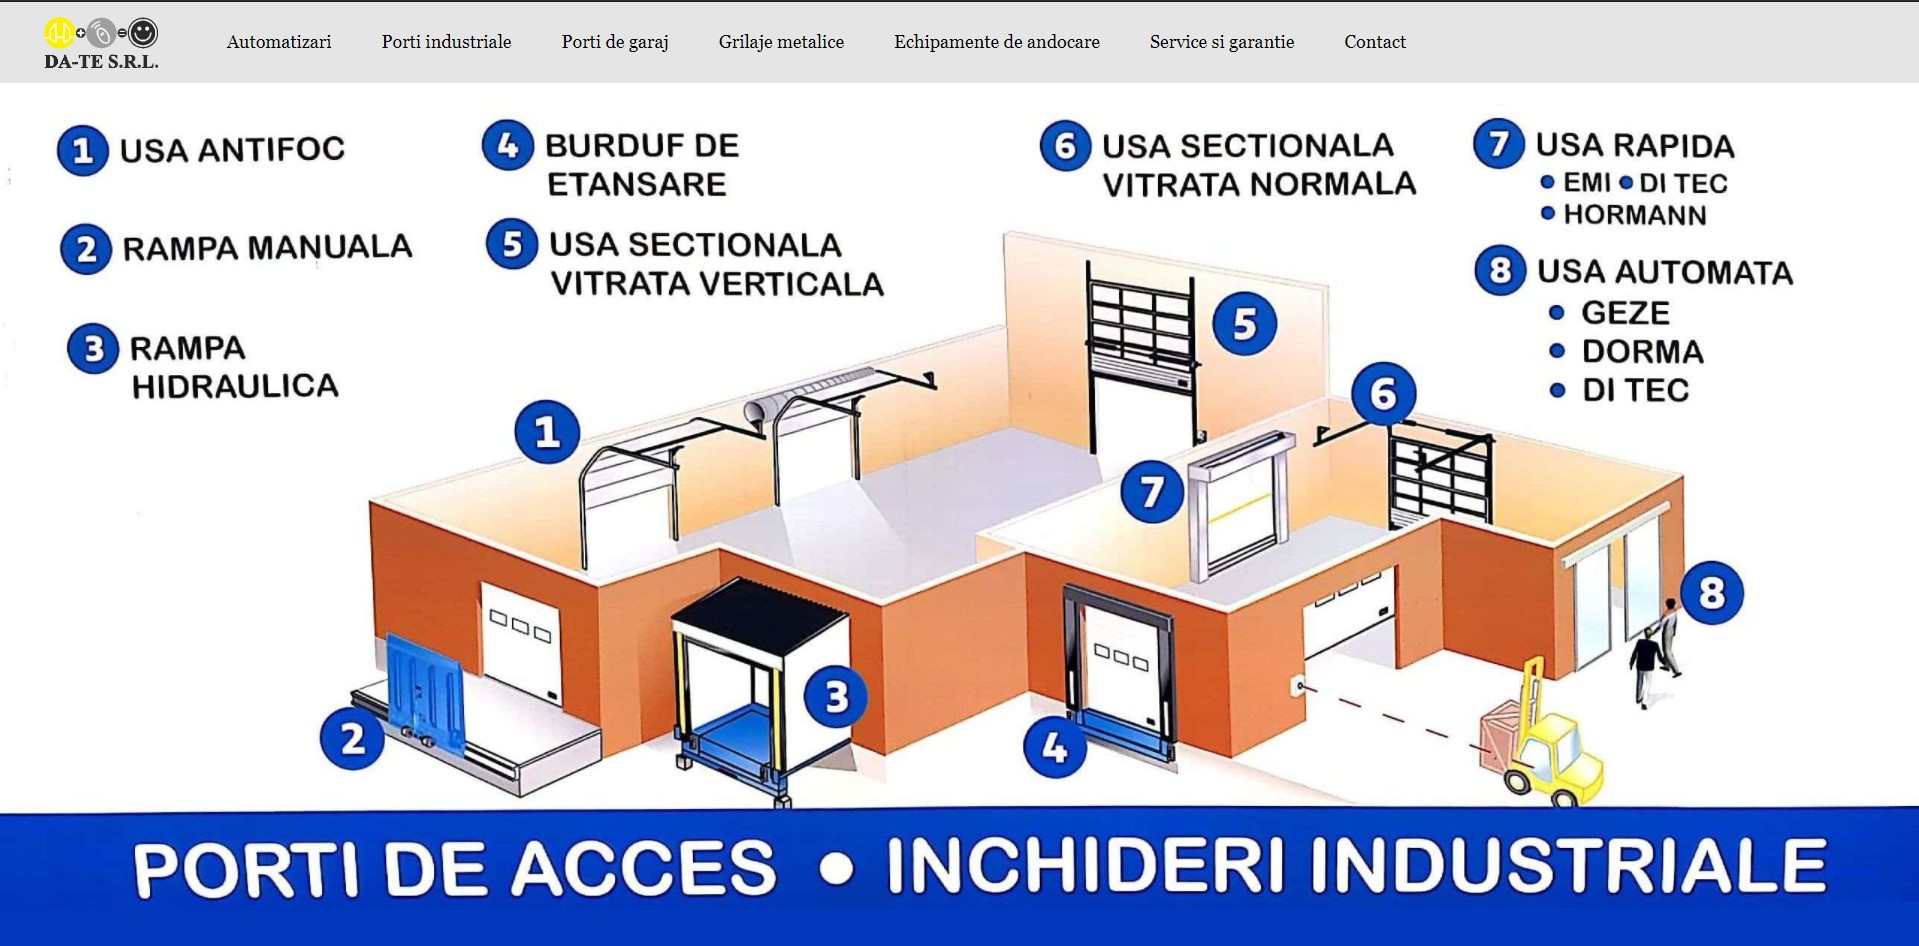 DA-TE S.R.L.
Automatizari
Porti industriale
Porti de garaj
Grilaje metalice
Echipamente de andocare
Service si garantie
Contact
1 USA ANTIFOC
2 RAMPA MANUALA
3 RAMPA
HIDRAULICA
4 BURDUF DE
ETANSARE
5 USA SECTIONALA
VITRATA VERTICALA
6 USA SECTIONALA
VITRATA NORMALA
7 USA RAPIDA
• EMI • DI TEC
• HORMANN
8 USA AUTOMATA
• GEZE
• DORMA
• DI TEC
5
6
1
7
8
3
2
4
PORTI DE ACCES • INCHIDERI INDUSTRIALE